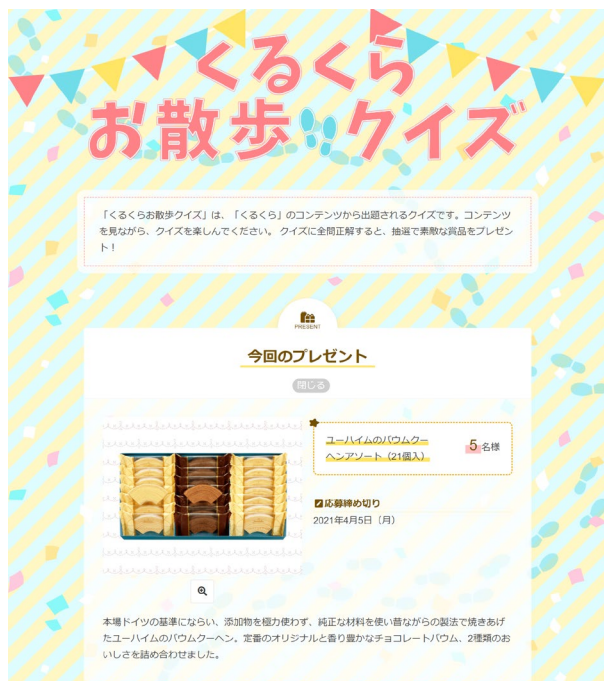 くるくら
お散歩クイズ
「くるくらお散歩クイズ」は、「くるくら」のコンテンツから出題されるクイズです。コンテンツ
を見ながら、クイズを楽しんでください。 クイズに全問正解すると、抽選で素敵な賞品をプレゼン
ト！
PRESENT
今回のプレゼント
閉じる
ユーハイムのバウムクー
ヘンアソート（21個入）
5名様
応募締め切り
2021年4月5日（月）
本場ドイツの基準にならい、添加物を極力使わず、純正な材料を使い昔ながらの製法で焼きあげ
たユーハイムのバウムクーヘン。定番のオリジナルと香り豊かなチョコレートバウム、2種類のお
いしさを詰め合わせました。